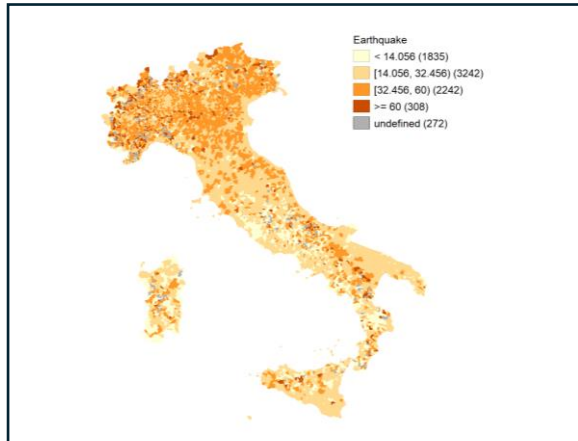 Earthquake
< 14.056 (1835)
[14.056, 32.456) (3242)
[32.456, 60) (2242)
>= 60 (308)
undefined (272)